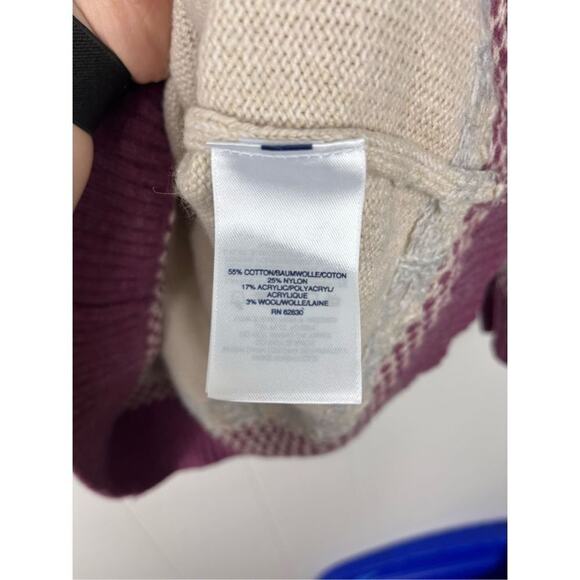 55% COTTON/BAUMWOLLE/COTON
25% NYLON
17% ACRYLIC/POLYACRYL/
ACRYLIQUE
3% WOOL/WOLLE/LAINE
RN 62830